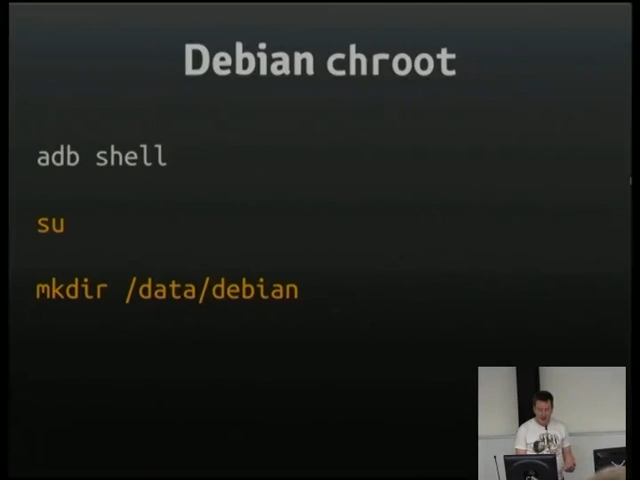 Debian chroot
adb shell
su
mkdir /data/debian